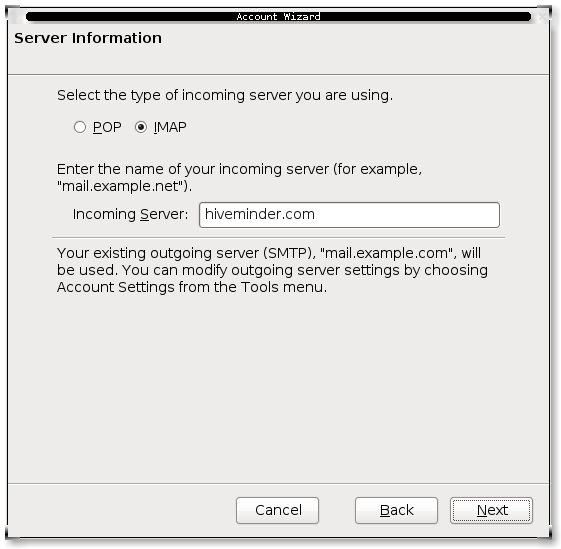 Account Wizard
Server Information
Select the type of incoming server you are using.
POP IMAP
Enter the name of your incoming server (for example,
"mail.example.net").
Incoming Server: hiveminder.com
Your existing outgoing server (SMTP), "mail.example.com", will
be used. You can modify outgoing server settings by choosing
Account Settings from the Tools menu.
Cancel Back Next